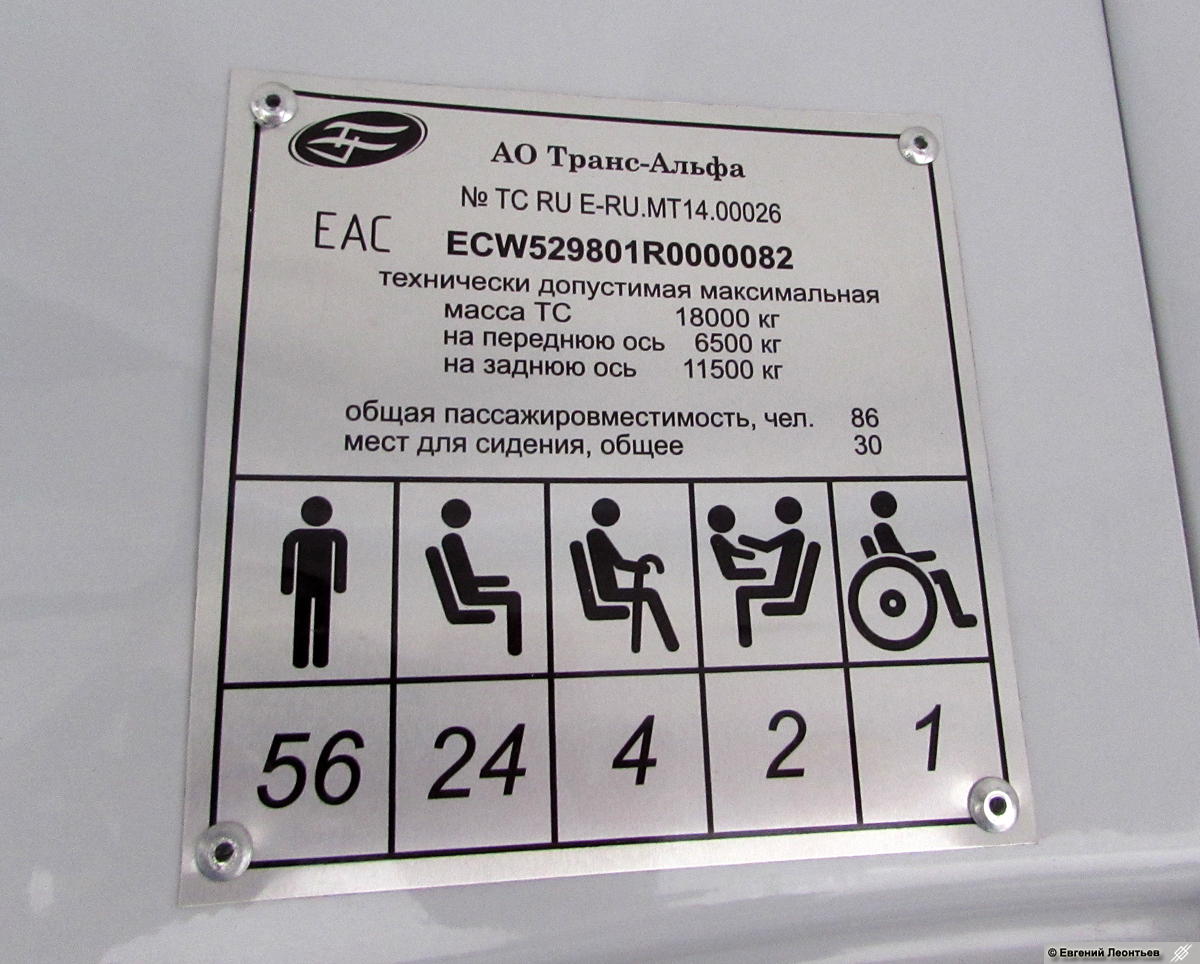 АО Транс-Альфа
№ ТС RU E-RU.MT14.00026
EAC
ECW529801R0000082
технически допустимая максимальная
масса ТС 18000 кг
на переднюю ось 6500 кг
на заднюю ось 11500 кг
общая пассажировместимость, чел. 86
мест для сидения, общее 30
56 24 4 2 1
© Евгений Леонтьев